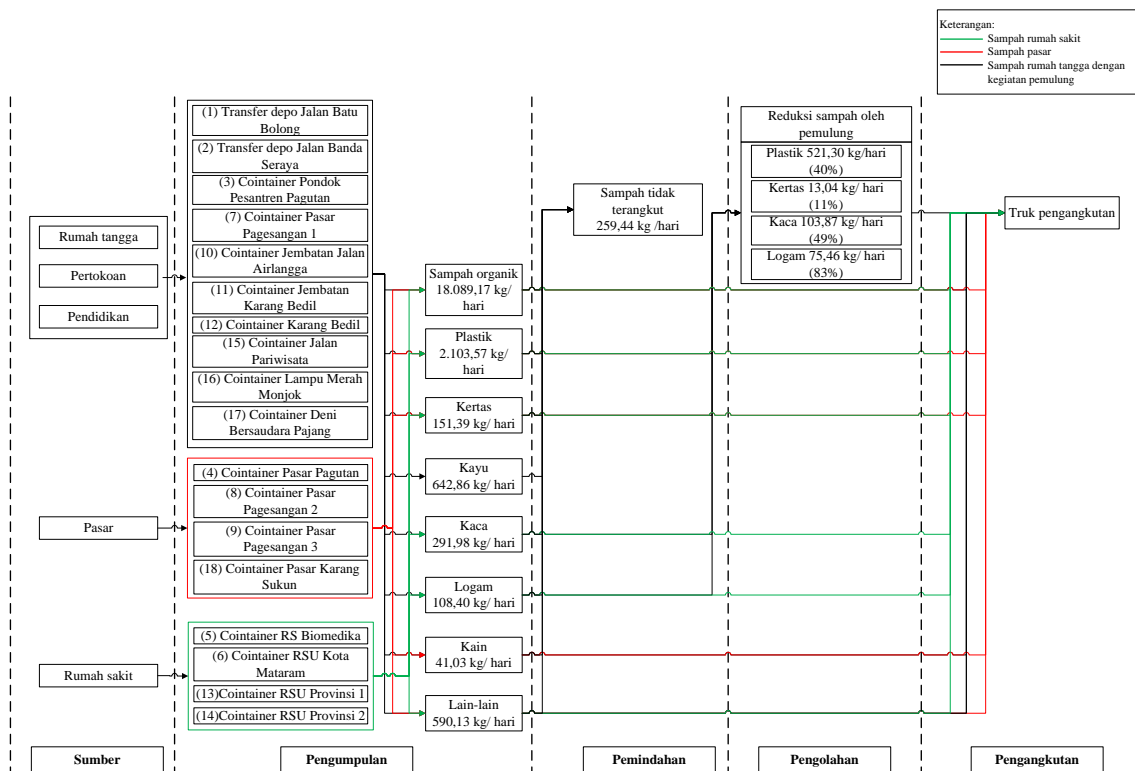 Keterangan:
Sampah rumah sakit
Sampah pasar
Sampah rumah tangga dengan
kegiatan pemulung
Rumah tangga
Pertokoan
Pendidikan
Pasar
Rumah sakit
(1) Transfer depo Jalan Batu
Bolong
(2) Transfer depo Jalan Banda
Seraya
(3) Cointainer Pondok
Pesantren Pagutan
(7) Cointainer Pasar
Pagesangan 1
(10) Cointainer Jembatan Jalan
Airlangga
(11) Cointainer Jembatan
Karang Bedil
(12) Cointainer Karang Bedil
(15) Cointainer Jalan
Pariwisata
(16) Cointainer Lampu Merah
Monjok
(17) Cointainer Deni
Bersaudara Pajang
(4) Cointainer Pasar Pagutan
(8) Cointainer Pasar
Pagesangan 2
(9) Cointainer Pasar
Pagesangan 3
(18) Cointainer Pasar Karang
Sukun
(5) Cointainer RS Biomedika
(6) Cointainer RSU Kota
Mataram
(13)Cointainer RSU Provinsi 1
(14)Cointainer RSU Provinsi 2
Sampah organik
18.089,17 kg/
hari
Plastik
2.103,57 kg/
hari
Kertas
151,39 kg/ hari
Kayu
642,86 kg/ hari
Kaca
291,98 kg/ hari
Logam
108,40 kg/ hari
Kain
41,03 kg/ hari
Lain-lain
590,13 kg/ hari
Sampah tidak
terangkut
259,44 kg /hari
Reduksi sampah oleh
pemulung
Plastik 521,30 kg/hari
(40%)
Kertas 13,04 kg/ hari
(11%)
Kaca 103,87 kg/ hari
(49%)
Logam 75,46 kg/ hari
(83%)
Truk pengangkutan
Sumber
Pengumpulan
Pemindahan
Pengolahan
Pengangkutan